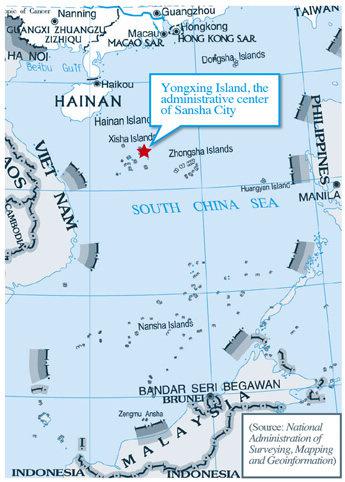 Tropic of Cancer
Nanning
Guangzhou
TAIWAN
GUANGXI ZHUANGZU
ZIZHIQU
Macau
Hongkong
MACAO SAR.
HONG KONG SAR.
HA NOI
Beibu Gulf
Dongsha Islands
Haikou
HAINAN
Yongxing Island, the
administrative center
of Sansha City
Hainan Island
Xisha Islands
Zhongsha Islands
PHILIPPINES
LAOS
VIET NAM
Huangyan Island
MANILA
SOUTH CHINA SEA
CAMBODIA
Nansha Islands
BANDAR SERI BEGAWAN
BRUNEI
Zengmu Ansha
MALAYSIA
INDONESIA
INDONESIA
(Source: National
Administration of
Surveying, Mapping
and Geoinformation)